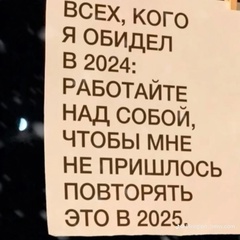 ВСЕХ, КОГО
Я ОБИДЕЛ
В 2024:
РАБОТАЙТЕ
НАД СОБОЙ,
ЧТОБЫ МНЕ
НЕ ПРИШЛОСЬ
ПОВТОРЯТЬ
ЭТО В 2025.